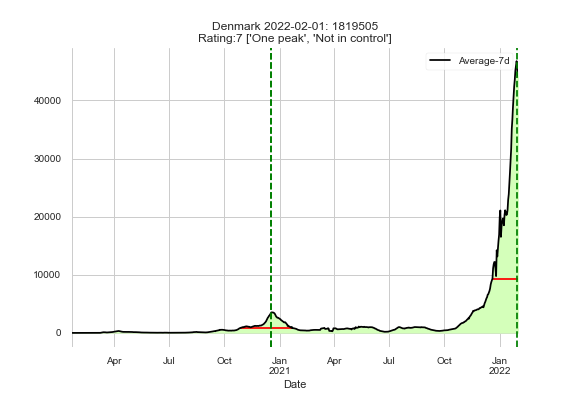 Denmark 2022-02-01: 1819505
Rating:7 ['One peak', 'Not in control']
Average-7d
40000
30000
20000
10000
0
Apr
Jul
Oct
Jan
2021
Apr
Jul
Oct
Jan
2022
Date